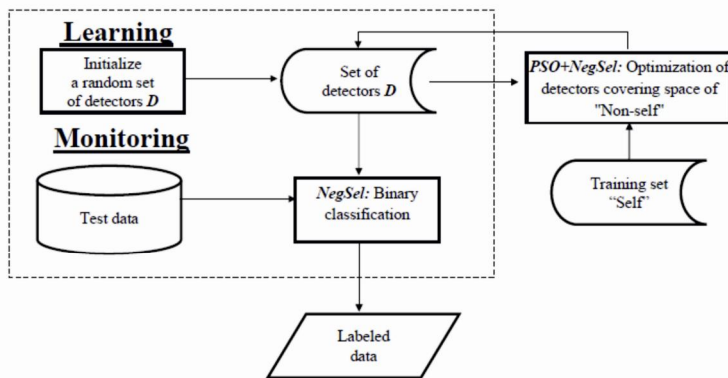 Learning
Initialize
a random set
of detectors D
Set of
detectors D
PSO+NegSel: Optimization of
detectors covering space of
"Non-self"
Monitoring
Test data
NegSel: Binary
classification
Training set
“Self”
Labeled
data